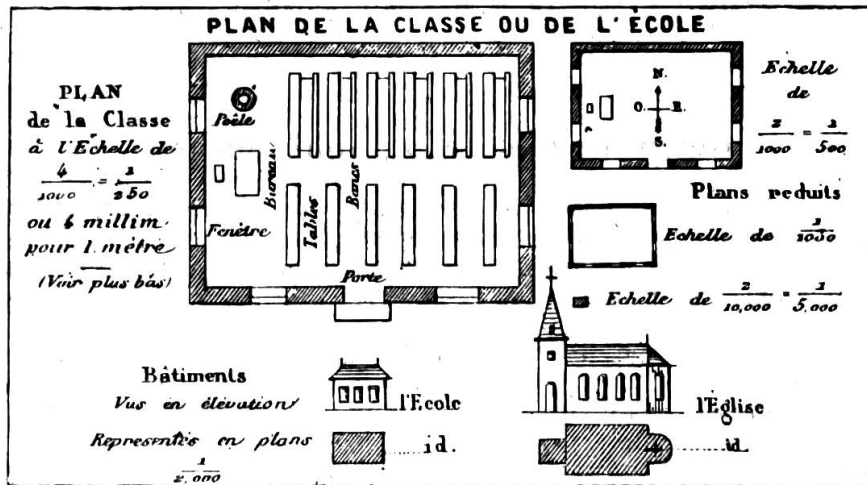 PLAN DE LA CLASSE OU DE L'ÉCOLE
PLAN
de la Classe
à l'Echelle de
4/1000 = 1/250
ou 4 millim.
pour 1 mètre
(Voir plus bas)
Poêle
Bureau
Fenêtre
Tables
Bancs
Porte
N.
O. E.
S.
Echelle
de
2/1000 = 1/500
Plans reduits
Echelle de 1/1000
Echelle de 2/10,000 = 1/5,000
Bâtiments
Vus en élévation
l'Ecole
l'Église
Représentés en plans
1/2,000
id.
id.